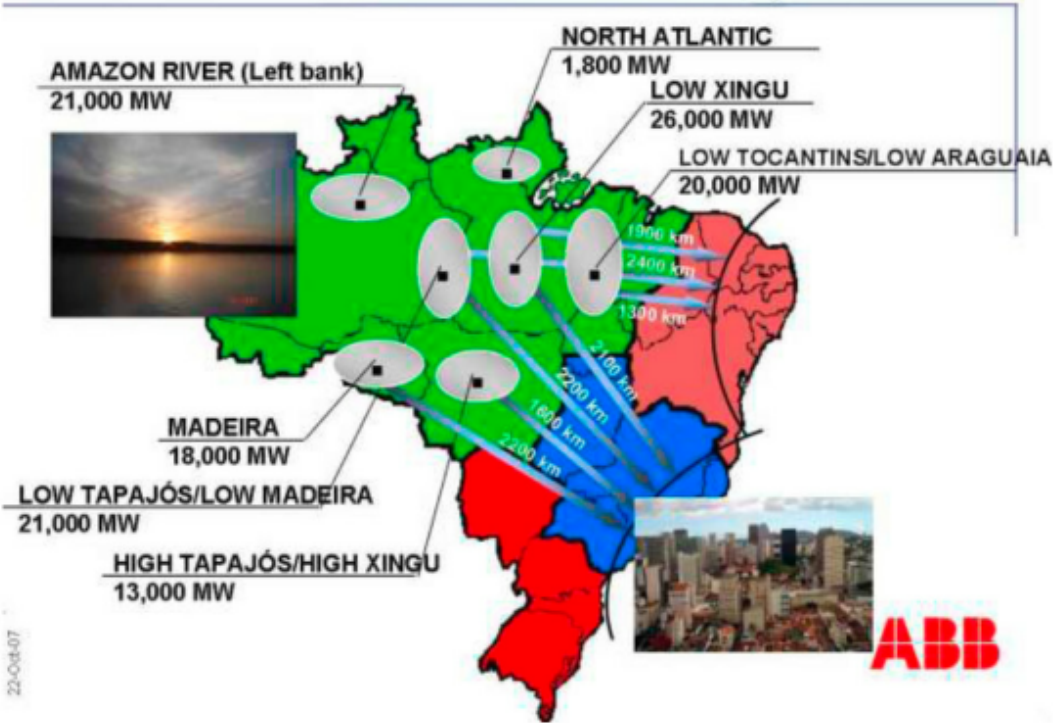 NORTH ATLANTIC
1,800 MW
AMAZON RIVER (Left bank)
21,000 MW
LOW XINGU
26,000 MW
LOW TOCANTINS/LOW ARAGUAIA
20,000 MW
1900 km
2400 km
1300 km
2100 km
2200 km
1600 km
2200 km
MADEIRA
18,000 MW
LOW TAPAJÓS/LOW MADEIRA
21,000 MW
HIGH TAPAJÓS/HIGH XINGU
13,000 MW
22-Oct-07
ABB